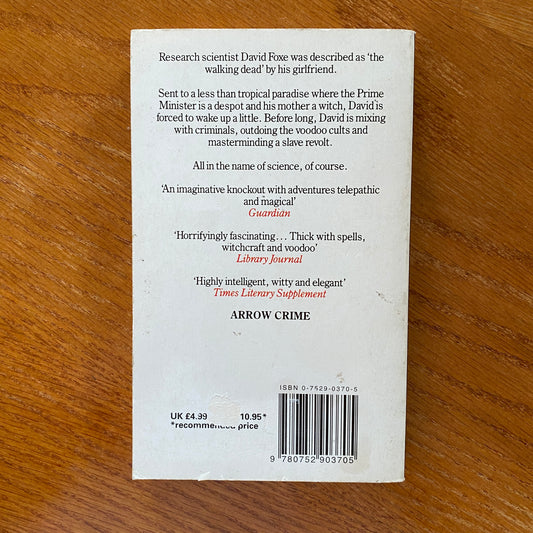 Research scientist David Foxe was described as ‘the
walking dead’ by his girlfriend.
Sent to a less than tropical paradise where the Prime
Minister is a despot and his mother a witch, David is
forced to wake up a little. Before long, David is mixing
with criminals, outdoing the voodoo cults and
masterminding a slave revolt.
All in the name of science, of course.
‘An imaginative knockout with adventures telepathic
and magical’
Guardian
‘Horrifyingly fascinating... Thick with spells,
witchcraft and voodoo’
Library Journal
‘Highly intelligent, witty and elegant’
Times Literary Supplement
ARROW CRIME
ISBN 0-7529-0370-5
UK £4.99 10.95*
*recommended price
9 780752 903705